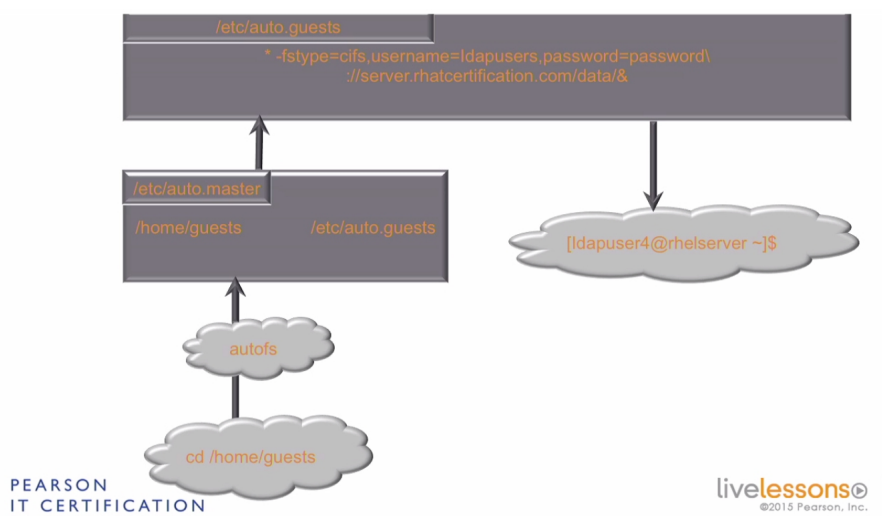 /etc/auto.guests
* -fstype=cifs,username=ldapusers,password=password\
://server.rhatcertification.com/data/&
/etc/auto.master
/home/guests /etc/auto.guests
[ldapuser4@rhelserver ~]$
autofs
cd /home/guests
PEARSON
IT CERTIFICATION
livelessons
©2015 Pearson, Inc.